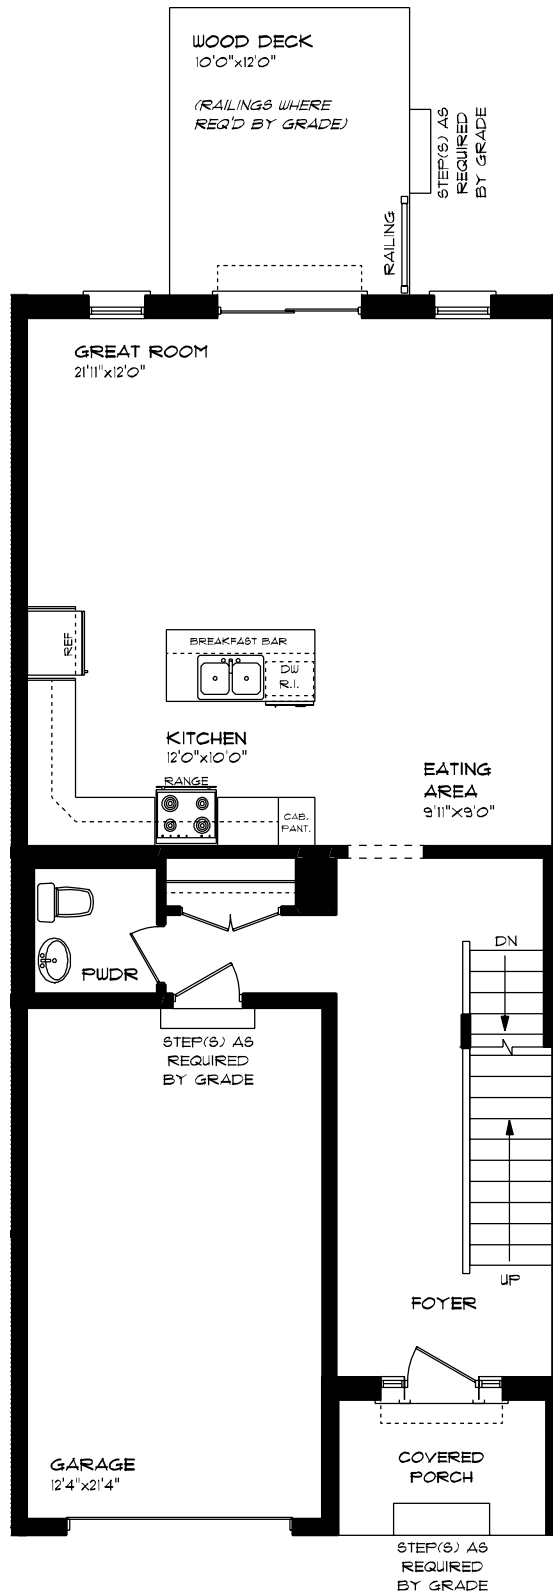 WOOD DECK
10'0"x12'0"
(RAILINGS WHERE
REQ'D BY GRADE)
STEP(S) AS
REQUIRED
BY GRADE
RAILING
GREAT ROOM
21'11"x12'0"
REF
BREAKFAST BAR
DW
R.I.
KITCHEN
12'0"x10'0"
RANGE
EATING
AREA
9'11"x9'0"
CAB.
PANT.
PWDR
DN
STEP(S) AS
REQUIRED
BY GRADE
UP
FOYER
GARAGE
12'4"x21'4"
COVERED
PORCH
STEP(S) AS
REQUIRED
BY GRADE